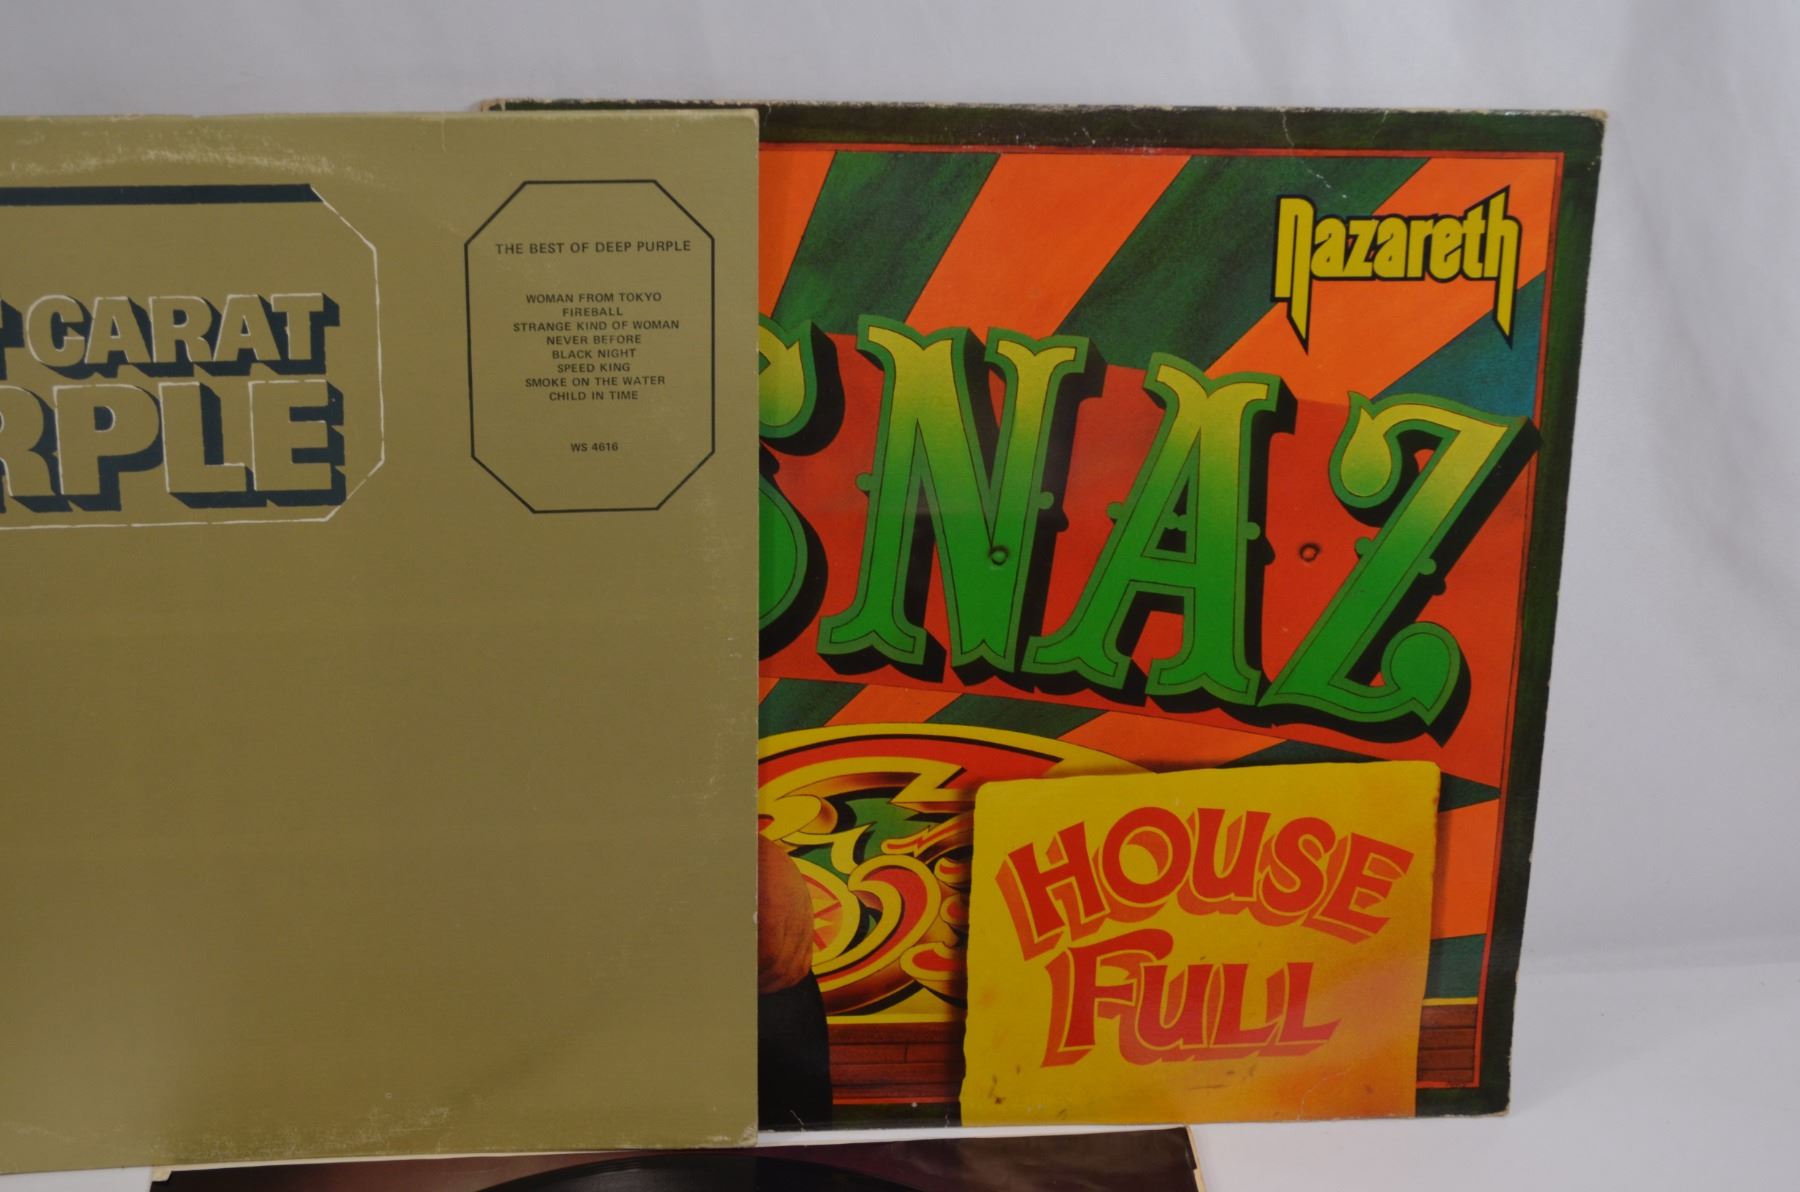 CARAT
THE BEST OF DEEP PURPLE
WOMAN FROM TOKYO
FIREBALL
STRANGE KIND OF WOMAN
NEVER BEFORE
BLACK NIGHT
SPEED KING
SMOKE ON THE WATER
CHILD IN TIME
WS 4616
Nazareth
SNAZ
HOUSE
FULL